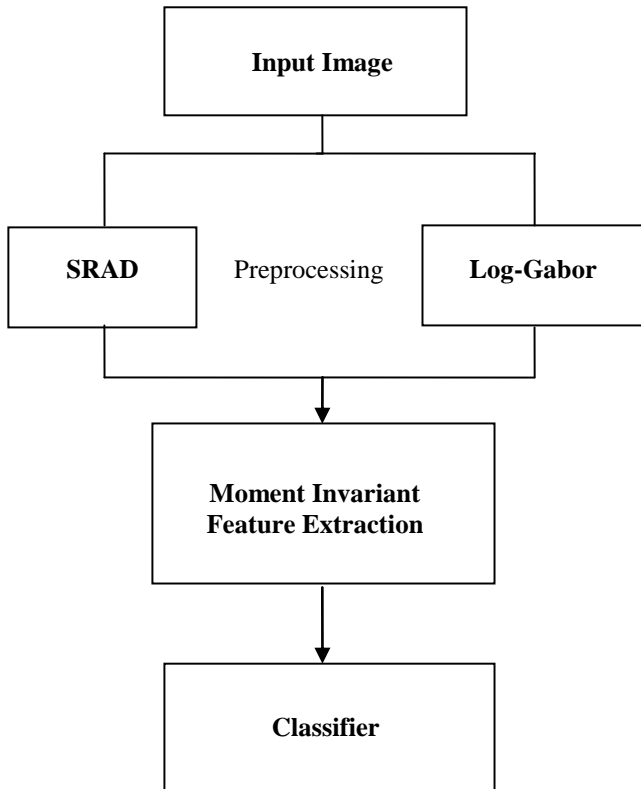 Input Image
SRAD
Preprocessing
Log-Gabor
Moment Invariant
Feature Extraction
Classifier